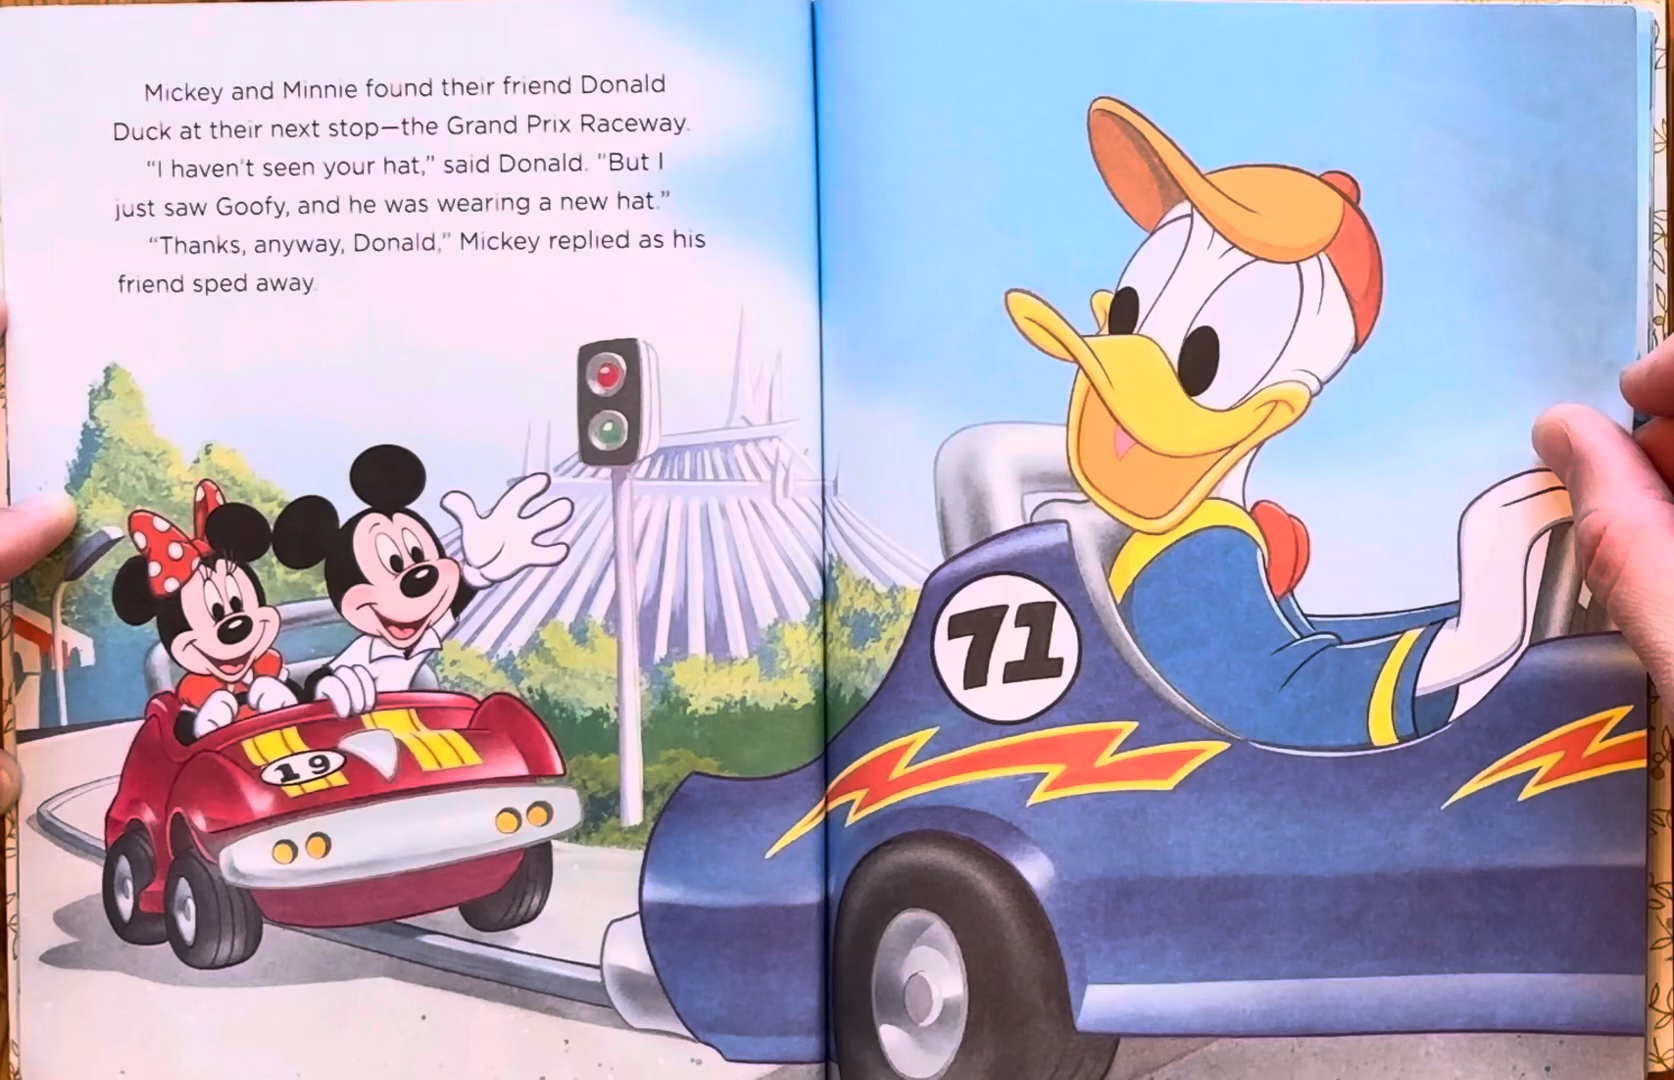 Mickey and Minnie found their friend Donald
Duck at their next stop—the Grand Prix Raceway.
“I haven't seen your hat,” said Donald. “But I
just saw Goofy, and he was wearing a new hat.”
“Thanks, anyway, Donald,” Mickey replied as his
friend sped away.
19
71